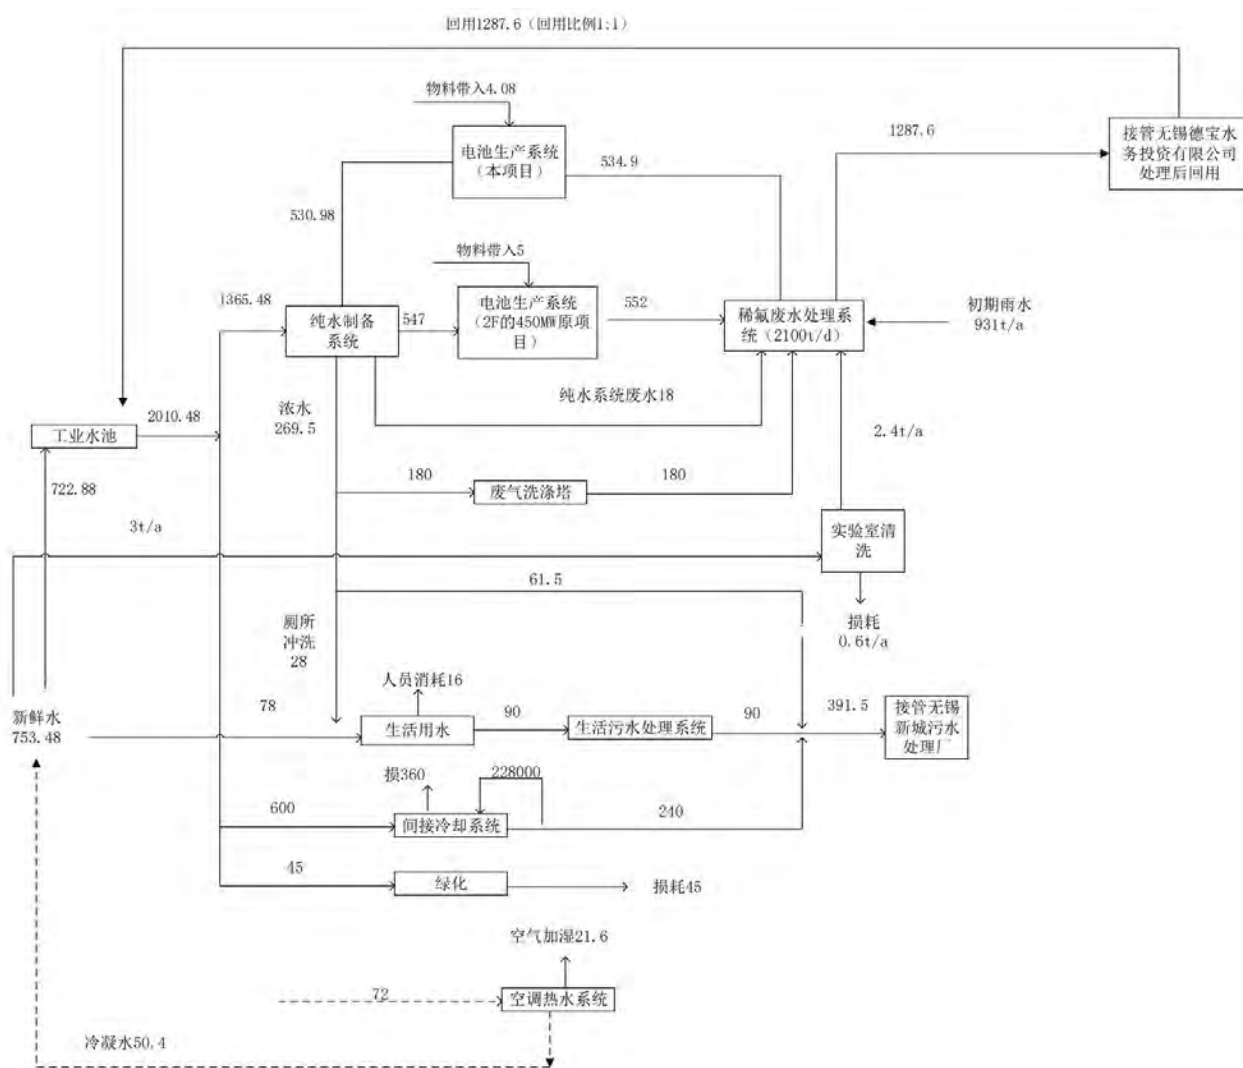 回用1287.6（回用比例1:1）
物料带入4.08
电池生产系统
（本项目）
534.9
1287.6
接管无锡德宝水
务投资有限公司
处理后回用
530.98
物料带入5
1365.48
纯水制备
系统
547
电池生产系统
（2F的450MW原项
目）
552
稀氟废水处理系
统（2100t/d）
初期雨水
931t/a
纯水系统废水18
浓水
269.5
2010.48
工业水池
2.4t/a
722.88
180
废气洗涤塔
180
3t/a
实验室清
洗
61.5
损耗
0.6t/a
厕所
冲洗
28
人员消耗16
新鲜水
753.48
78
生活用水
90
生活污水处理系统
90
391.5
接管无锡
新城污水
处理厂
损360
228000
600
间接冷却系统
240
45
绿化
损耗45
空气加湿21.6
72
空调热水系统
冷凝水50.4